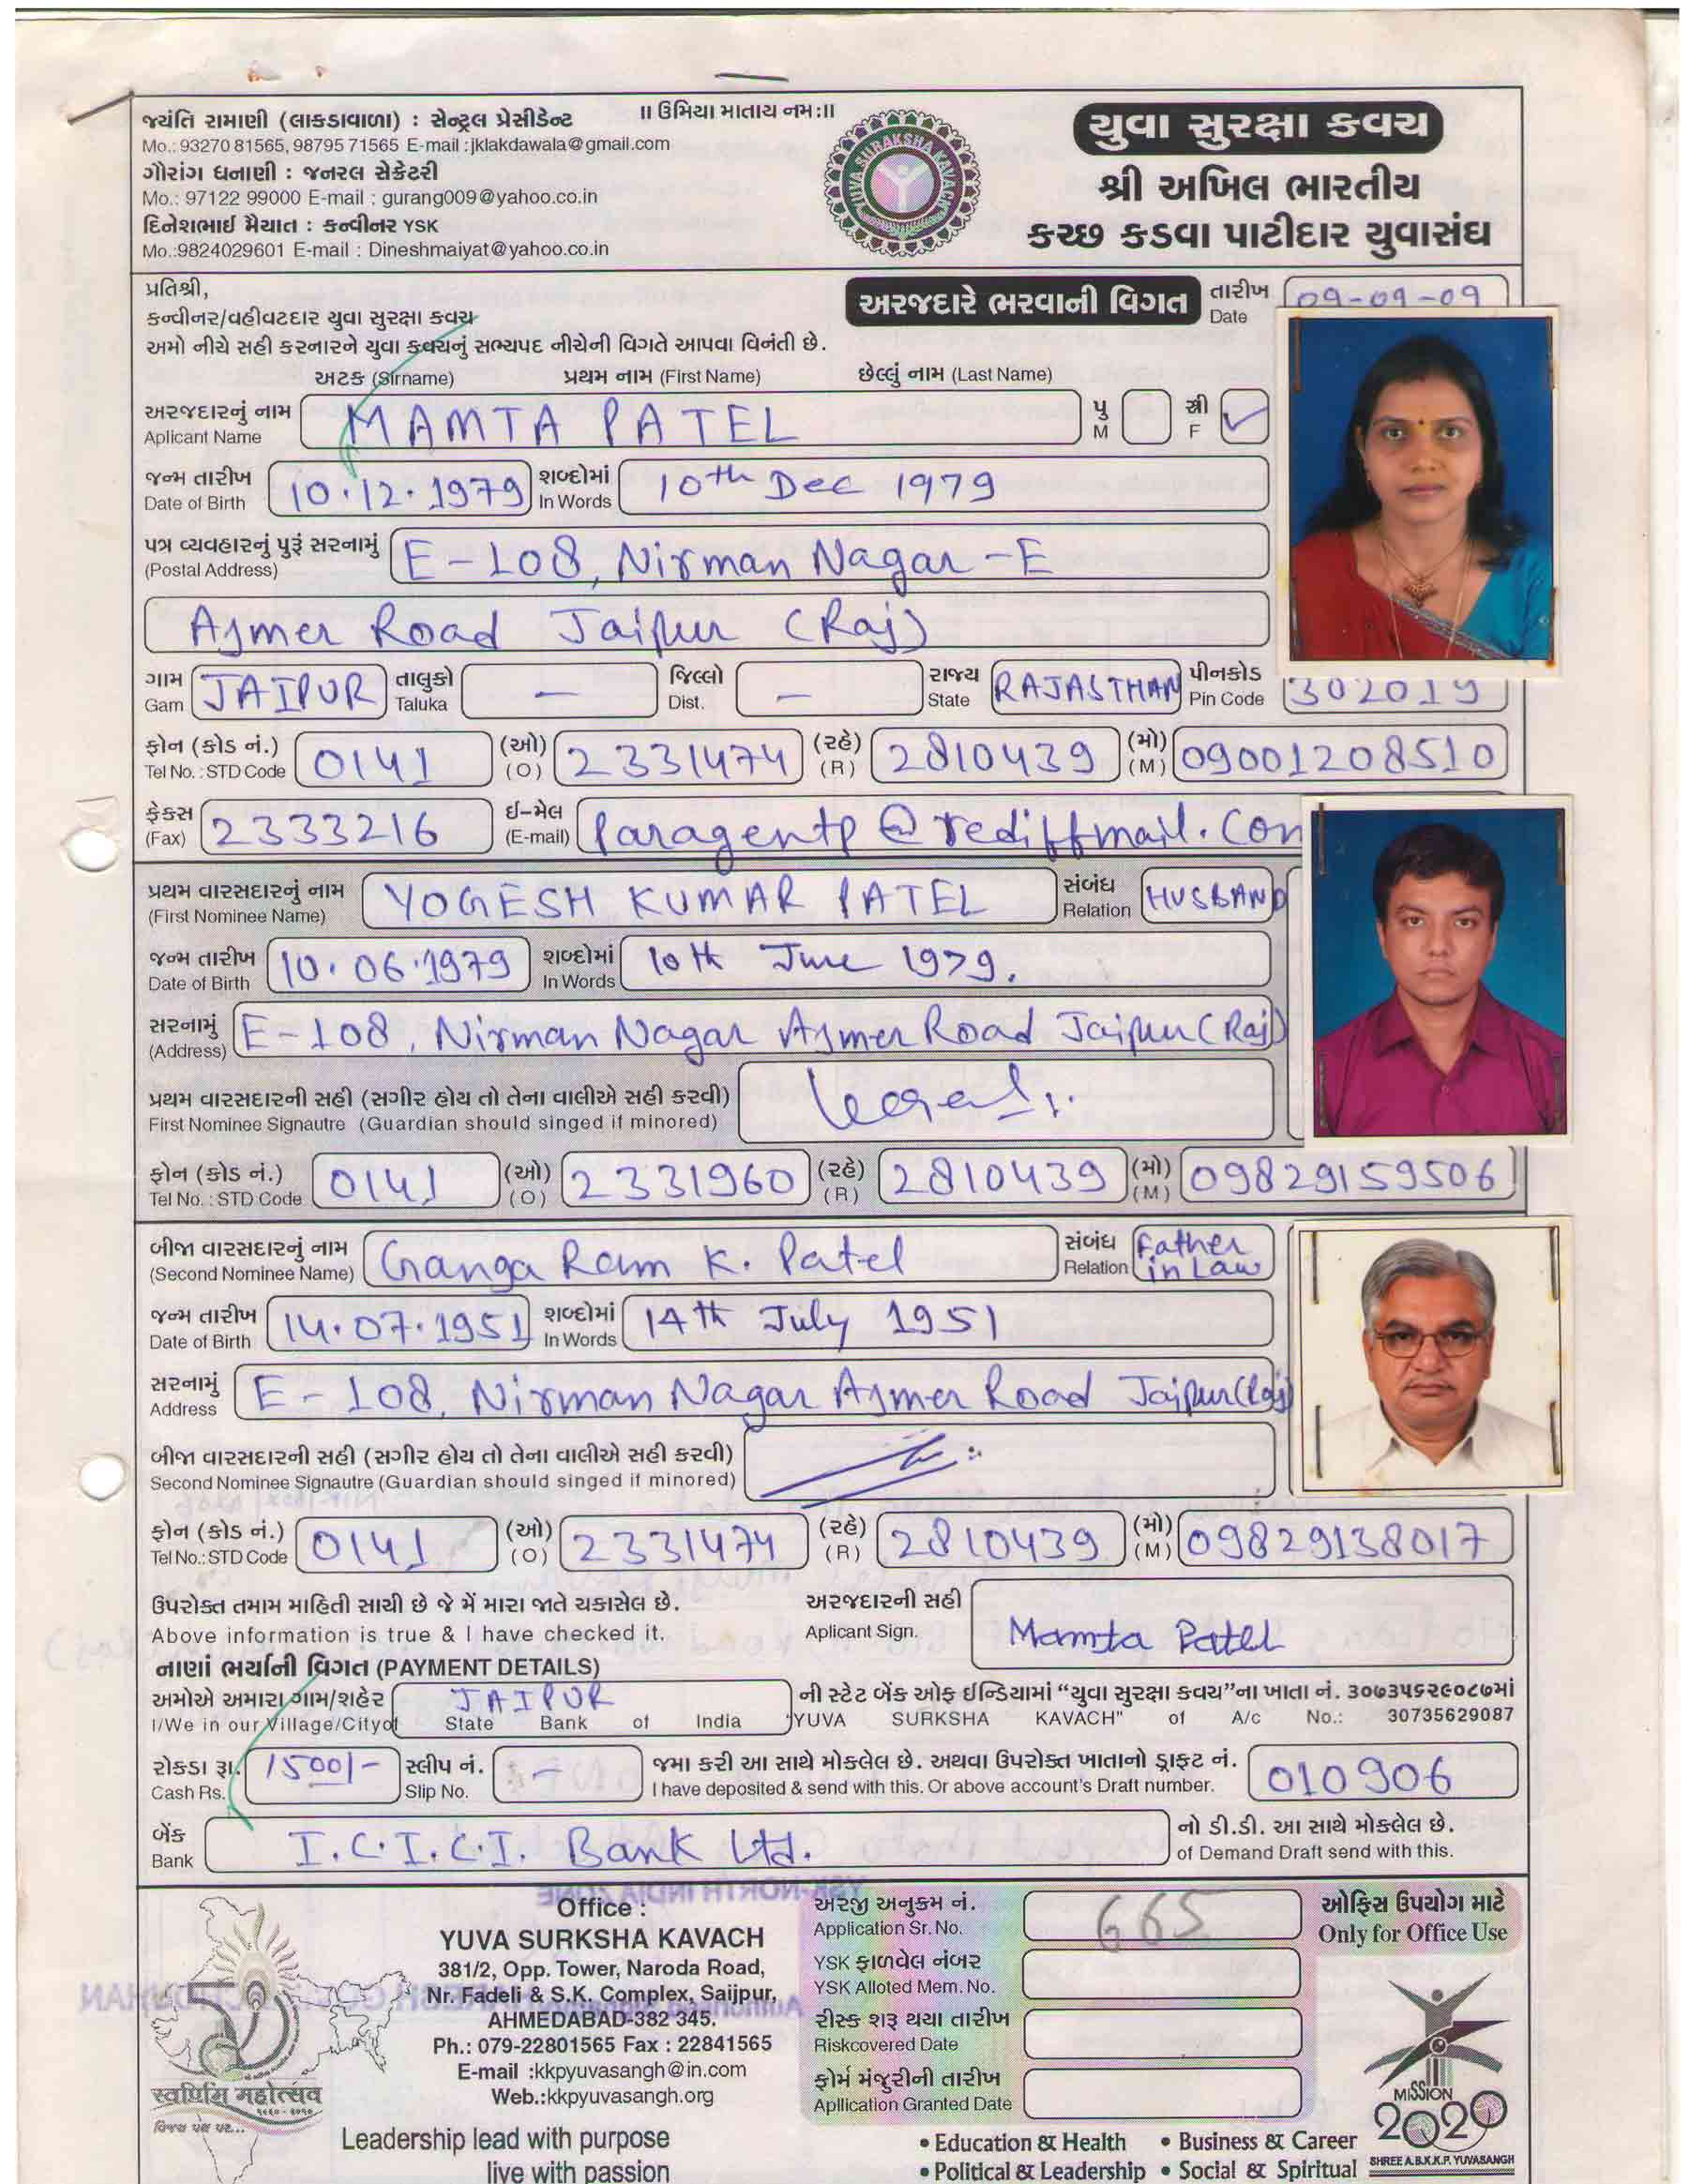 જયંતિ રામાણી (લાકડાવાળા) : સેન્ટ્રલ પ્રેસીડેન્ટ
Mo.: 93270 81565, 98795 71565 E-mail :jklakdawala@gmail.com
ગૌરાંગ ધનાણી : જનરલ સેક્રેટરી
Mo.: 97122 99000 E-mail : gurang009@yahoo.co.in
દિનેશભાઈ મૈયાત : કન્વીનર YSK
Mo.:9824029601 E-mail : Dineshmaiyat@yahoo.co.in
॥ ઉમિયા માતાય નમ:॥
YUVA SURAKSHA KAVACH
યુવા સુરક્ષા કવચ
શ્રી અખિલ ભારતીય
કચ્છ કડવા પાટીદાર યુવાસંઘ
પ્રતિશ્રી,
કન્વીનર/વહીવટદાર યુવા સુરક્ષા કવચ
અરજદારે ભરવાની વિગત
તારીખ 09-09-09
Date
અમો નીચે સહી કરનારને યુવા કવચનું સભ્યપદ નીચેની વિગતે આપવા વિનંતી છે.
અટક (Sirname) પ્રથમ નામ (First Name) છેલ્લું નામ (Last Name)
અરજદારનું નામ MAMTA PATEL પુ સ્ત્રી ✓
Aplicant Name M F
જન્મ તારીખ 10.12.1979 શબ્દોમાં 10th Dec 1979
Date of Birth In Words
પત્ર વ્યવહારનું પુરૂં સરનામું E-108, Nirman Nagar -E
(Postal Address)
Ajmer Road Jaipur (Raj)
ગામ JAIPUR તાલુકો — જિલ્લો — રાજ્ય RAJASTHAN પીનકોડ 302019
Gam Taluka Dist. State Pin Code
ફોન (કોડ નં.) 0141 (ઓ) 2331474 (રહે) 2810439 (મો) 09001208510
Tel No. : STD Code (O) (R) (M)
ફેક્સ 2333216 ઈ-મેલ paragentp@rediffmail.com
(Fax) (E-mail)
પ્રથમ વારસદારનું નામ YOGESH KUMAR PATEL સંબંધ HUSBAND
(First Nominee Name) Relation
જન્મ તારીખ 10.06.1979 શબ્દોમાં 10th June 1979.
Date of Birth In Words
સરનામું E-108, Nirman Nagar Ajmer Road Jaipur (Raj)
(Address)
પ્રથમ વારસદારની સહી (સગીર હોય તો તેના વાલીએ સહી કરવી)
First Nominee Signautre (Guardian should singed if minored)
ફોન (કોડ નં.) 0141 (ઓ) 2331960 (રહે) 2810439 (મો) 09829159506
Tel No. : STD Code (O) (R) (M)
બીજા વારસદારનું નામ Ganga Ram K. Patel સંબંધ Father in Law
(Second Nominee Name) Relation
જન્મ તારીખ 14.07.1951 શબ્દોમાં 14th July 1951
Date of Birth In Words
સરનામું E-108, Nirman Nagar Ajmer Road Jaipur (Raj)
Address
બીજા વારસદારની સહી (સગીર હોય તો તેના વાલીએ સહી કરવી)
Second Nominee Signautre (Guardian should singed if minored)
ફોન (કોડ નં.) 0141 (ઓ) 2331474 (રહે) 2810439 (મો) 09829138017
Tel No.: STD Code (O) (R) (M)
ઉપરોક્ત તમામ માહિતી સાચી છે જે મેં મારા જાતે ચકાસેલ છે. અરજદારની સહી
Above information is true & I have checked it. Aplicant Sign. Mamta Patel
નાણાં ભર્યાની વિગત (PAYMENT DETAILS)
અમોએ અમારા ગામ/શહેર JAIPUR ની સ્ટેટ બેંક ઓફ ઈન્ડિયામાં “યુવા સુરક્ષા કવચ”ના ખાતા નં. ૩૦૭૩૫૬૨૯૦૮૭માં
I/We in our Village/Cityof State Bank of India "YUVA SURKSHA KAVACH" of A/c No.: 30735629087
રોકડા રૂા. 1500/- સ્લીપ નં. — જમા કરી આ સાથે મોકલેલ છે. અથવા ઉપરોક્ત ખાતાનો ડ્રાફ્ટ નં. 010906
Cash Rs. Slip No. I have deposited & send with this. Or above account's Draft number.
બેંક I.C.I.C.I. Bank Ltd. નો ડી.ડી. આ સાથે મોકલેલ છે.
Bank of Demand Draft send with this.
સ્વર્ણિમ મહોત્સવ
Office :
YUVA SURKSHA KAVACH
381/2, Opp. Tower, Naroda Road,
Nr. Fadeli & S.K. Complex, Saijpur,
AHMEDABAD-382 345.
Ph.: 079-22801565 Fax : 22841565
E-mail :kkpyuvasangh@in.com
Web.:kkpyuvasangh.org
Leadership lead with purpose
live with passion
અરજી અનુક્રમ નં. 665
Application Sr. No.
YSK ફાળવેલ નંબર
YSK Alloted Mem. No.
રીસ્ક શરૂ થયા તારીખ
Riskcovered Date
ફોર્મ મંજુરીની તારીખ
Apllication Granted Date
ઓફિસ ઉપયોગ માટે
Only for Office Use
MISSION
2020
SHREE A.B.K.K.P. YUVASANGH
• Education & Health • Business & Career
• Political & Leadership • Social & Spiritual